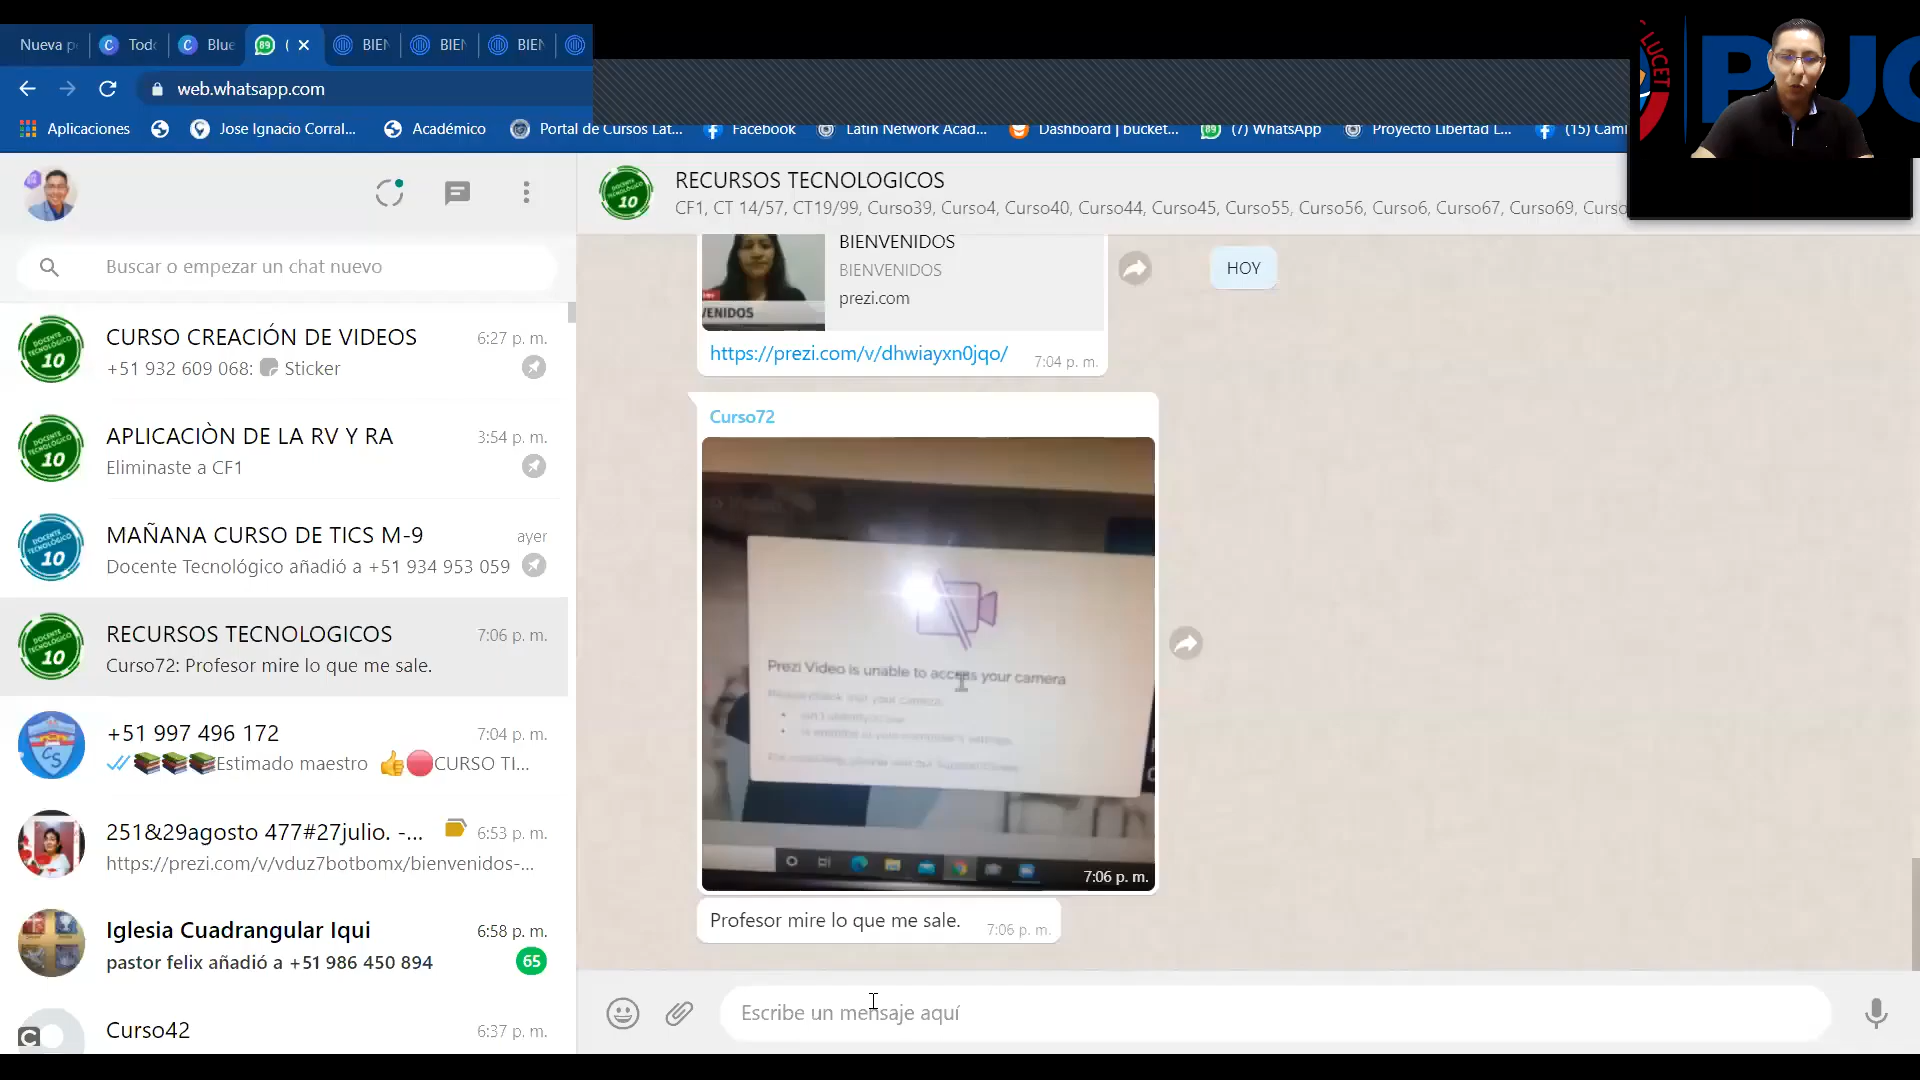 Nueva p
Todo
Blue
89
(
BIEN
BIEN
BIEN
web.whatsapp.com
Aplicaciones
Jose Ignacio Corral...
Académico
Portal de Cursos Lat...
Facebook
Latin Network Acad...
Dashboard | bucket...
(7) WhatsApp
Proyecto Libertad L...
(15) Cami
LUCET
PUC
Buscar o empezar un chat nuevo
CURSO CREACIÓN DE VIDEOS
6:27 p. m.
+51 932 609 068: Sticker
APLICACIÒN DE LA RV Y RA
3:54 p. m.
Eliminaste a CF1
MAÑANA CURSO DE TICS M-9
ayer
Docente Tecnológico añadió a +51 934 953 059
RECURSOS TECNOLOGICOS
7:06 p. m.
Curso72: Profesor mire lo que me sale.
+51 997 496 172
7:04 p. m.
Estimado maestro CURSO TI...
251&29agosto 477#27julio. -...
6:53 p. m.
https://prezi.com/v/vduz7botbomx/bienvenidos-...
Iglesia Cuadrangular Iqui
6:58 p. m.
pastor felix añadió a +51 986 450 894
65
Curso42
6:37 p. m.
DOCENTE TECNOLÓGICO 10
RECURSOS TECNOLOGICOS
CF1, CT 14/57, CT19/99, Curso39, Curso4, Curso40, Curso44, Curso45, Curso55, Curso56, Curso6, Curso67, Curso69, Curso
HOY
BIENVENIDOS
BIENVENIDOS
prezi.com
VENIDOS
https://prezi.com/v/dhwiayxn0jqo/
7:04 p. m.
Curso72
Prezi Video is unable to access your camera
7:06 p. m.
Profesor mire lo que me sale.
7:06 p. m.
Escribe un mensaje aquí